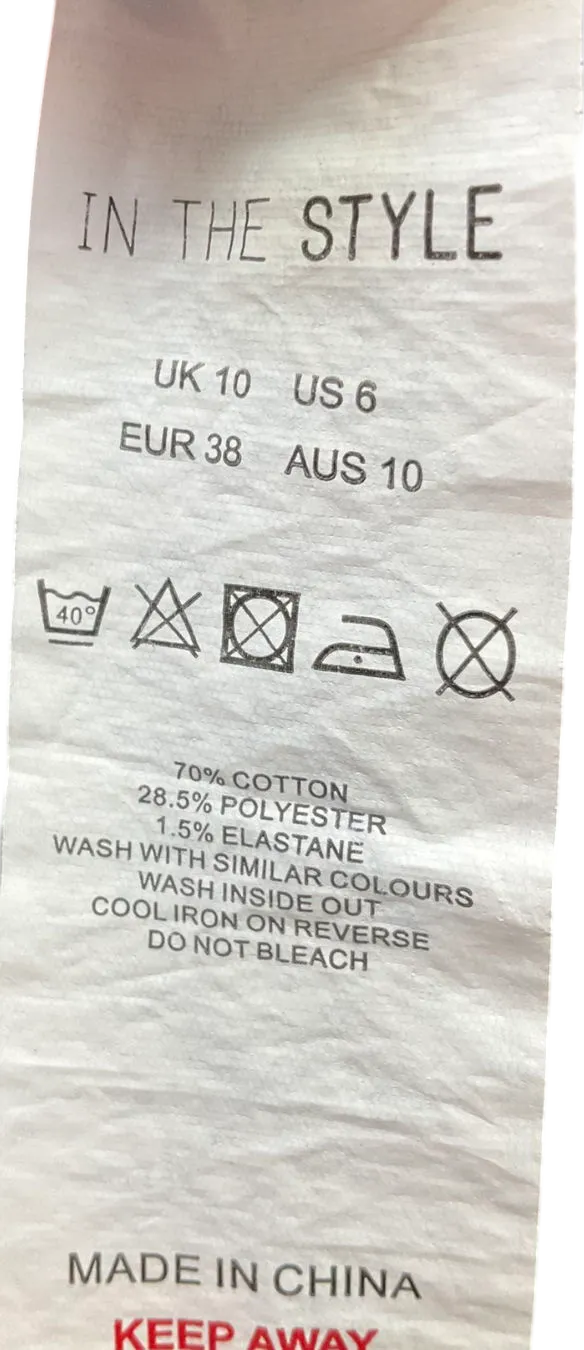 IN THE STYLE
UK 10 US 6
EUR 38 AUS 10
40°
70% COTTON
28.5% POLYESTER
1.5% ELASTANE
WASH WITH SIMILAR COLOURS
WASH INSIDE OUT
COOL IRON ON REVERSE
DO NOT BLEACH
MADE IN CHINA
KEEP AWAY